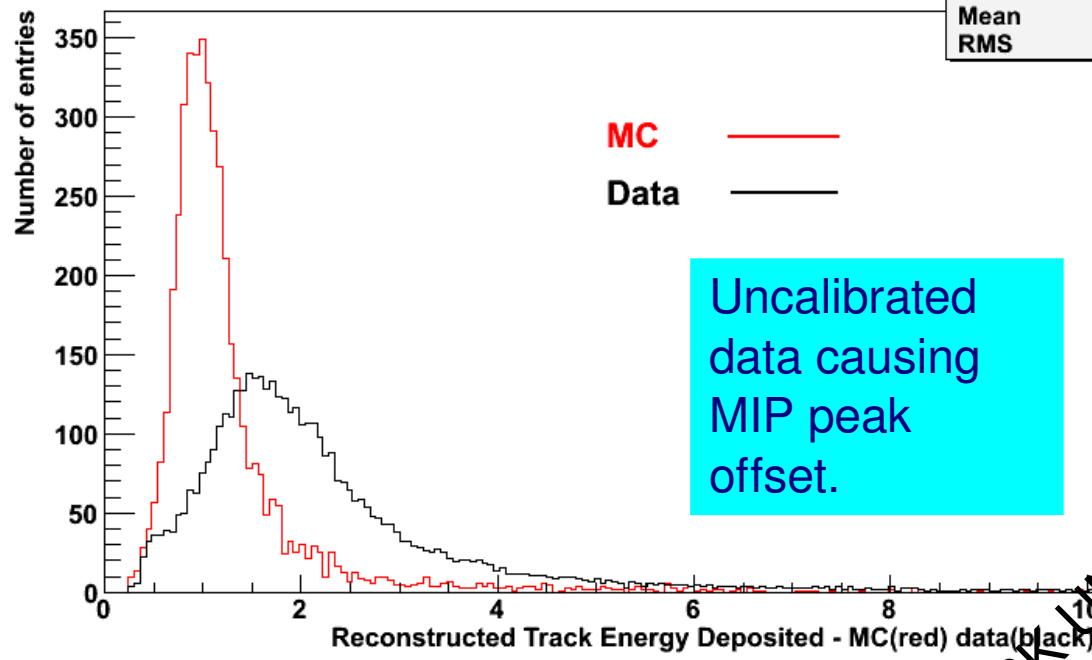 Mean
RMS
Number of entries
350
300
250
200
150
100
50
0
MC
Data
Uncalibrated
data causing
MIP peak
offset.
0 2 4 6 8
Reconstructed Track Energy Deposited - MC(red) data(black)